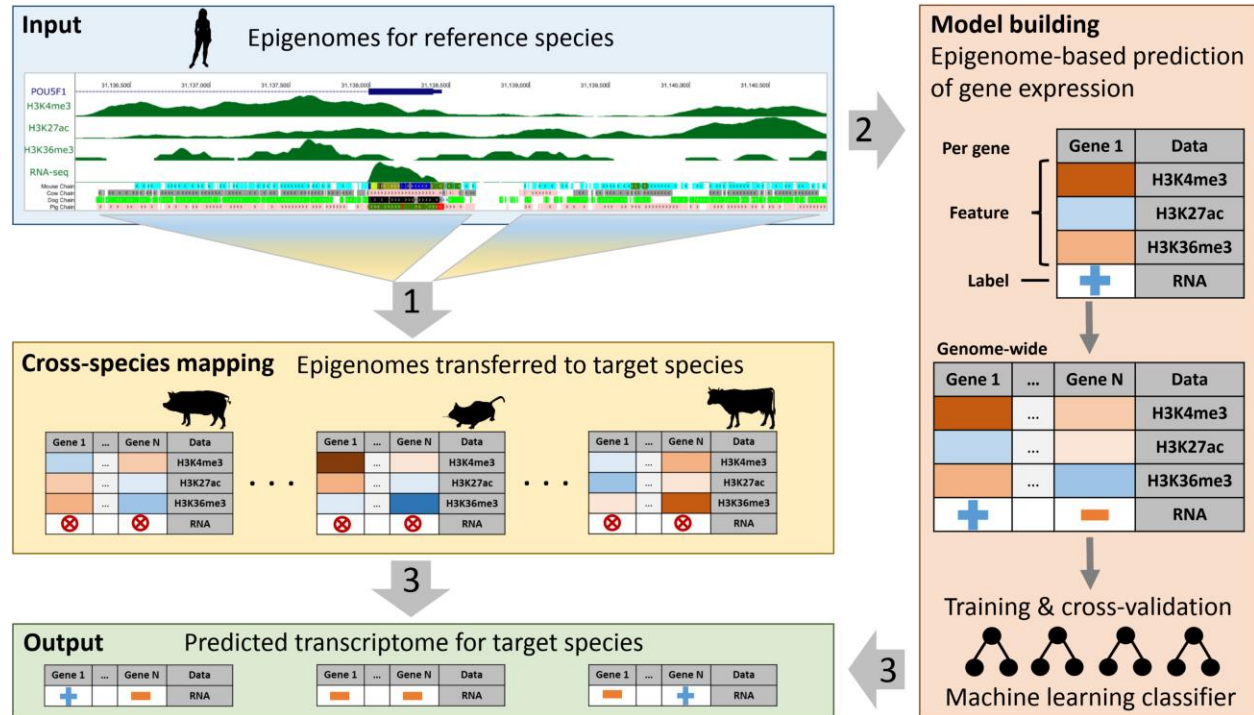 Input
Epigenomes for reference species
31,136,500 31,137,000 31,137,500 31,138,000 31,138,500 31,139,000 31,139,500 31,140,000 31,140,500
POU5F1
H3K4me3
H3K27ac
H3K36me3
RNA-seq
Mouse Chain
Cow Chain
Dog Chain
Pig Chain
1
2
Cross-species mapping Epigenomes transferred to target species
Gene 1 ... Gene N Data
... H3K4me3
... H3K27ac
... H3K36me3
RNA
. . .
Gene 1 ... Gene N Data
... H3K4me3
... H3K27ac
... H3K36me3
RNA
. . .
Gene 1 ... Gene N Data
... H3K4me3
... H3K27ac
... H3K36me3
RNA
3
Output Predicted transcriptome for target species
Gene 1 ... Gene N Data
RNA
Gene 1 ... Gene N Data
RNA
Gene 1 ... Gene N Data
RNA
Model building
Epigenome-based prediction
of gene expression
Per gene
Gene 1 Data
H3K4me3
Feature
H3K27ac
H3K36me3
Label
RNA
Genome-wide
Gene 1 ... Gene N Data
... H3K4me3
... H3K27ac
... H3K36me3
RNA
Training & cross-validation
Machine learning classifier
3